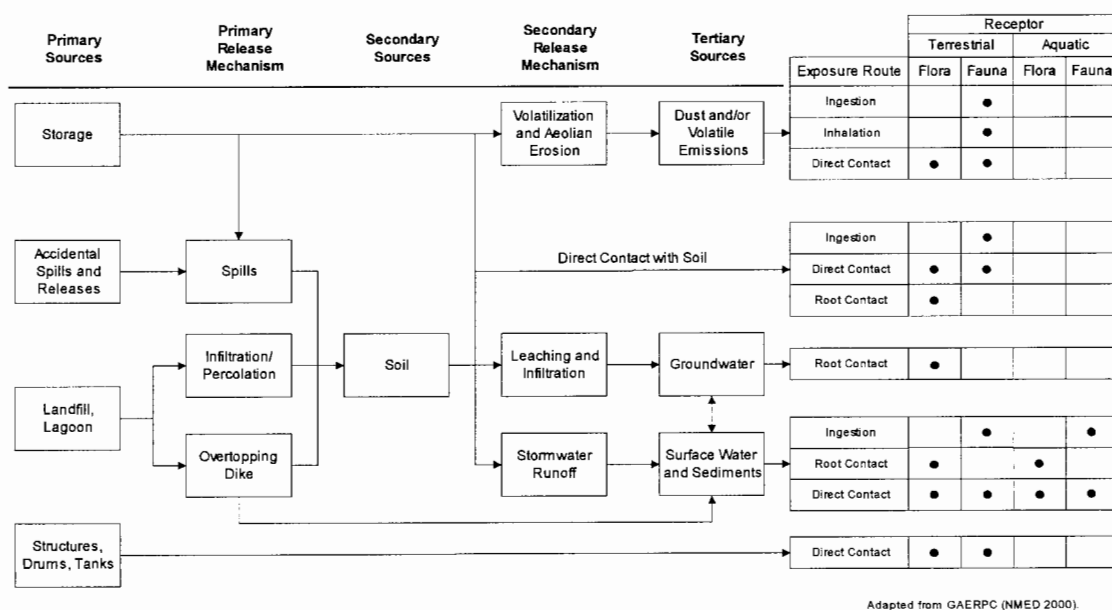 Primary
Sources
Primary
Release
Mechanism
Secondary
Sources
Secondary
Release
Mechanism
Tertiary
Sources
Receptor
Terrestrial Aquatic
Exposure Route Flora Fauna Flora Fauna
Storage
Volatilization
and Aeolian
Erosion
Dust and/or
Volatile
Emissions
Ingestion ●
Inhalation ●
Direct Contact ● ●
Accidental
Spills and
Releases
Spills
Direct Contact with Soil
Ingestion ●
Direct Contact ● ●
Root Contact ●
Landfill,
Lagoon
Infiltration/
Percolation
Soil
Leaching and
Infiltration
Groundwater
Root Contact ●
Overtopping
Dike
Stormwater
Runoff
Surface Water
and Sediments
Ingestion ● ●
Root Contact ● ●
Direct Contact ● ● ● ●
Structures,
Drums, Tanks
Direct Contact ● ●
Adapted from GAERPC (NMED 2000).